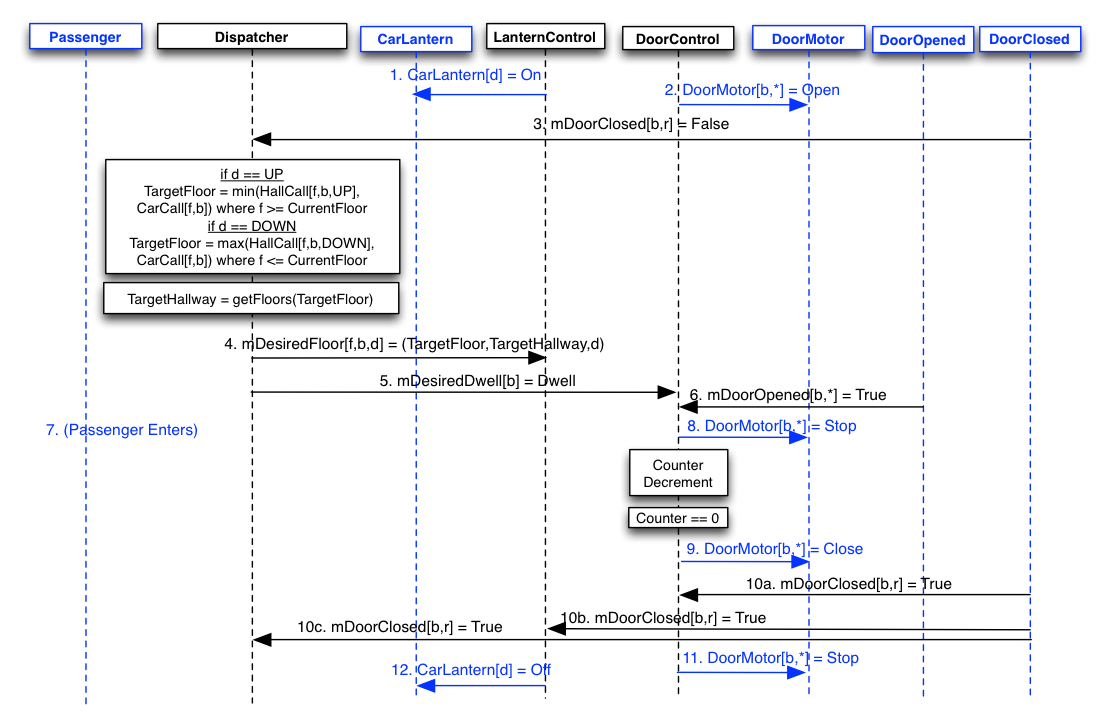 Passenger
Dispatcher
CarLantern
LanternControl
DoorControl
DoorMotor
DoorOpened
DoorClosed
1. CarLantern[d] = On
2. DoorMotor[b,*] = Open
3. mDoorClosed[b,r] = False
if d == UP
TargetFloor = min(HallCall[f,b,UP],
CarCall[f,b]) where f >= CurrentFloor
if d == DOWN
TargetFloor = max(HallCall[f,b,DOWN],
CarCall[f,b]) where f <= CurrentFloor
TargetHallway = getFloors(TargetFloor)
4. mDesiredFloor[f,b,d] = (TargetFloor,TargetHallway,d)
5. mDesiredDwell[b] = Dwell
6. mDoorOpened[b,*] = True
7. (Passenger Enters)
8. DoorMotor[b,*] = Stop
Counter
Decrement
Counter == 0
9. DoorMotor[b,*] = Close
10a. mDoorClosed[b,r] = True
10b. mDoorClosed[b,r] = True
10c. mDoorClosed[b,r] = True
11. DoorMotor[b,*] = Stop
12. CarLantern[d] = Off